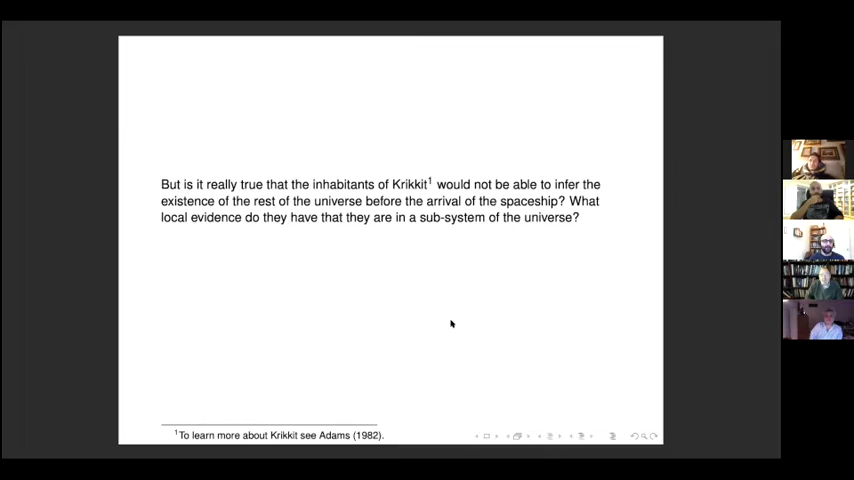 But is it really true that the inhabitants of Krikkit¹ would not be able to infer the
existence of the rest of the universe before the arrival of the spaceship? What
local evidence do they have that they are in a sub-system of the universe?
¹To learn more about Krikkit see Adams (1982).